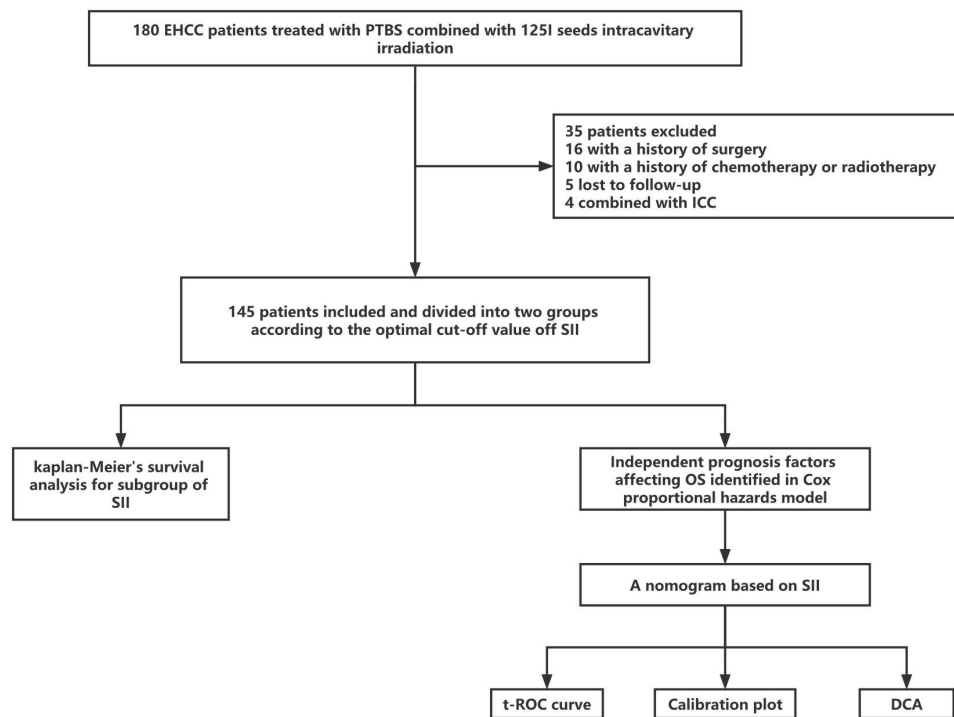 180 EHCC patients treated with PTBS combined with 125I seeds intracavitary
irradiation
35 patients excluded
16 with a history of surgery
10 with a history of chemotherapy or radiotherapy
5 lost to follow-up
4 combined with ICC
145 patients included and divided into two groups
according to the optimal cut-off value off SII
kaplan-Meier's survival
analysis for subgroup of
SII
Independent prognosis factors
affecting OS identified in Cox
proportional hazards model
A nomogram based on SII
t-ROC curve
Calibration plot
DCA